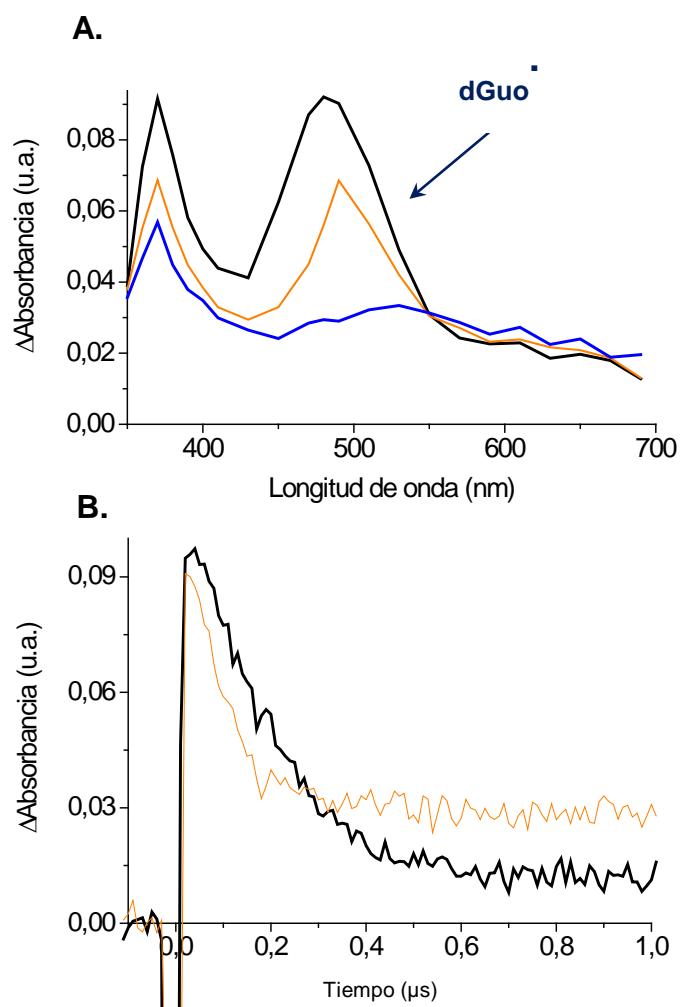 A.
dGuo·
ΔAbsorbancia (u.a.)
0,08
0,06
0,04
0,02
0,00
400
500
600
700
Longitud de onda (nm)
B.
ΔAbsorbancia (u.a.)
0,09
0,06
0,03
0,00
0,0
0,2
0,4
0,6
0,8
1,0
Tiempo (µs)